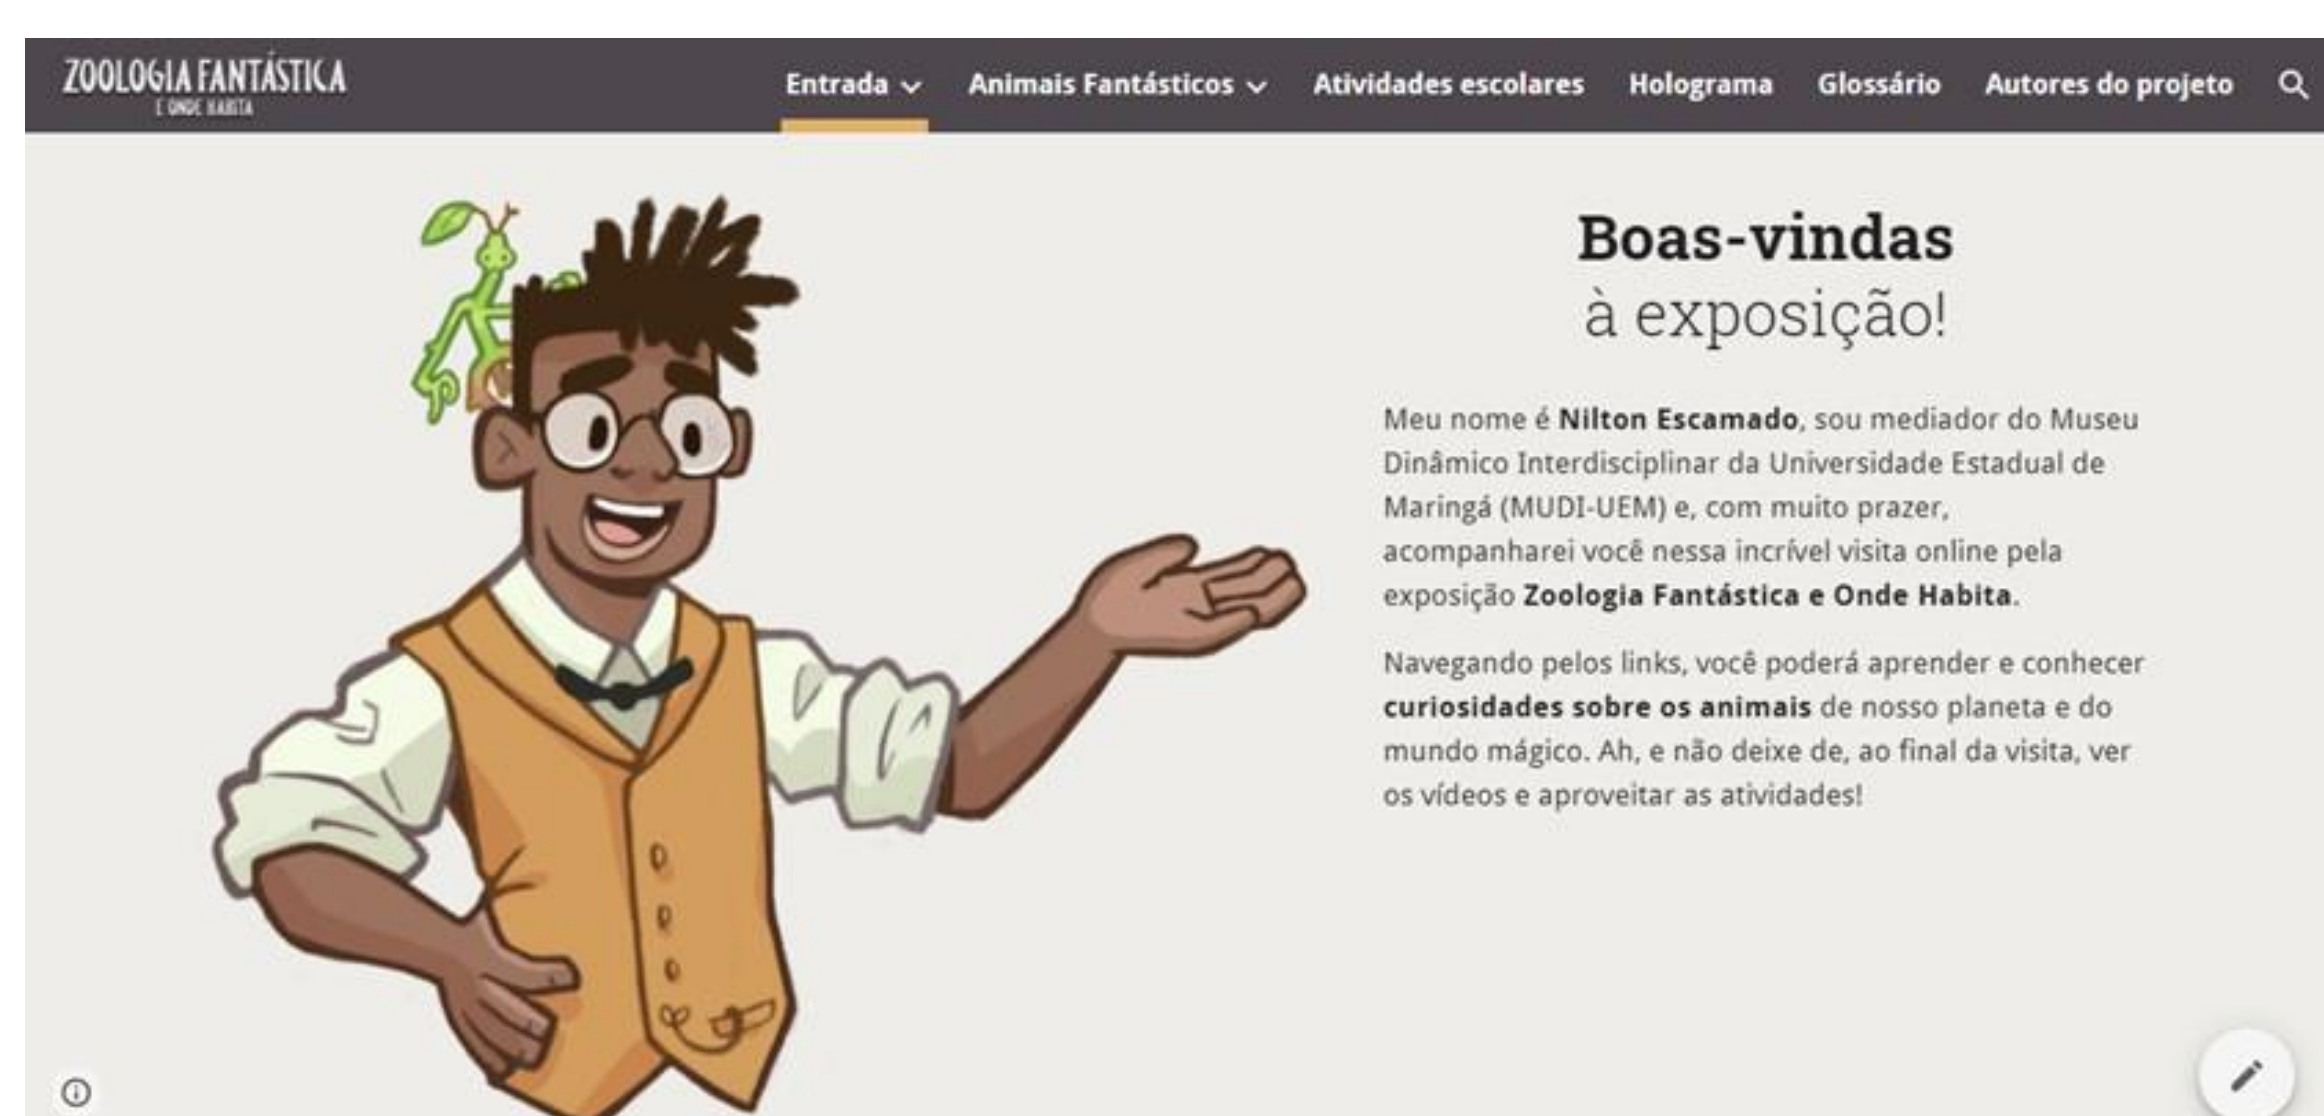 ZOOLOGIA FANTÁSTICA
E ONDE HABITA
Entrada
Animais Fantásticos
Atividades escolares
Holograma
Glossário
Autores do projeto
Boas-vindas
à exposição!
Meu nome é Nilton Escamado, sou mediador do Museu
Dinâmico Interdisciplinar da Universidade Estadual de
Maringá (MUDI-UEM) e, com muito prazer,
acompanharei você nessa incrível visita online pela
exposição Zoologia Fantástica e Onde Habita.
Navegando pelos links, você poderá aprender e conhecer
curiosidades sobre os animais de nosso planeta e do
mundo mágico. Ah, e não deixe de, ao final da visita, ver
os vídeos e aproveitar as atividades!